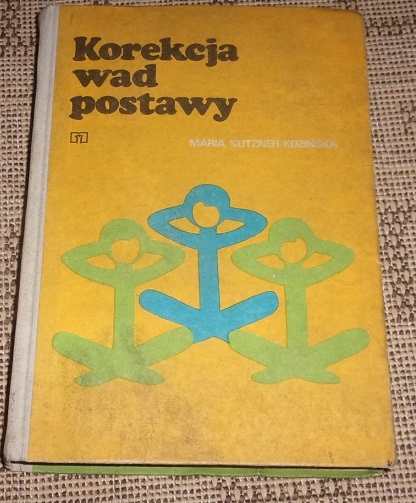 Korekcja
wad
postawy
MARIA KUTZNER-KOZIŃSKA